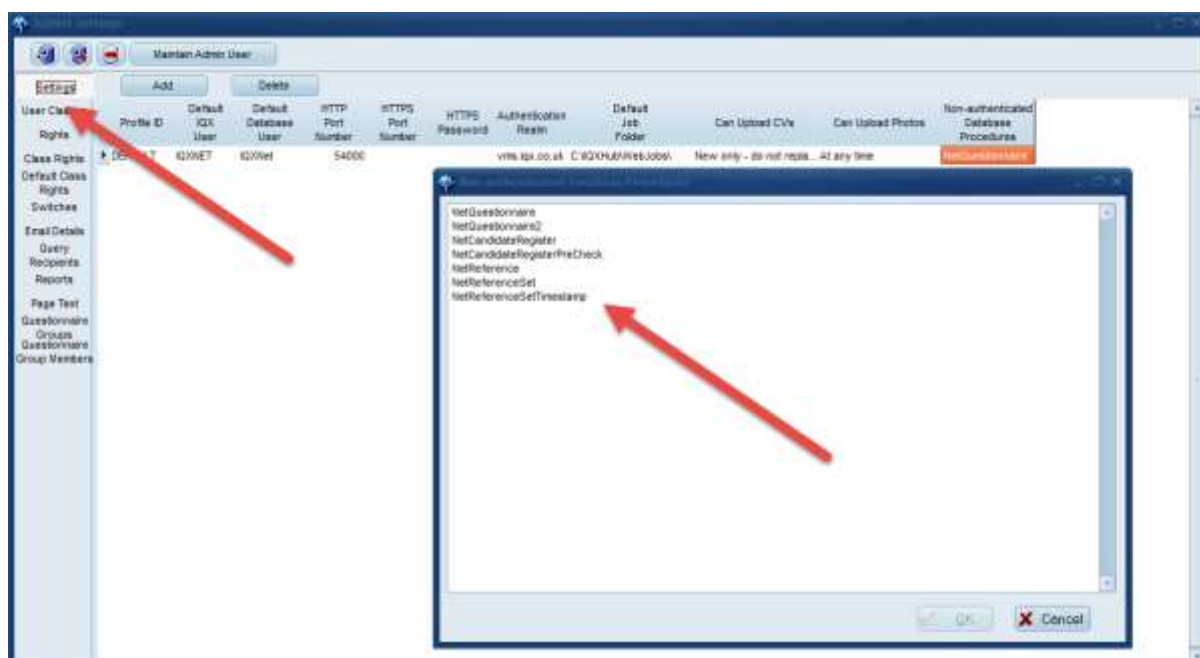 Maintain Admin User
Settings
Add
Delete
User Class
Rights
Class Rights
Default Class
Rights
Switches
Email Details
Query
Recipients
Reports
Page Text
Questionnaire
Groups
Questionnaire
Group Members
Profile ID
Default
IQX
User
Default
Database
User
HTTP
Port
Number
HTTPS
Port
Number
HTTPS
Password
Authentication
Realm
Default
Job
Folder
Can Upload CVs
Can Upload Photos
Non-authenticated
Database
Procedures
IQXNET
IQXNet
54000
vms.iqx.co.uk
C:\IQXHub\WebJobs\
New only - do not repla...
At any time
NetQuestionnaire
NetQuestionnaire
NetQuestionnaire2
NetCandidateRegister
NetCandidateRegisterPreCheck
NetReference
NetReferenceSet
NetReferenceSetTimestamp
OK
Cancel